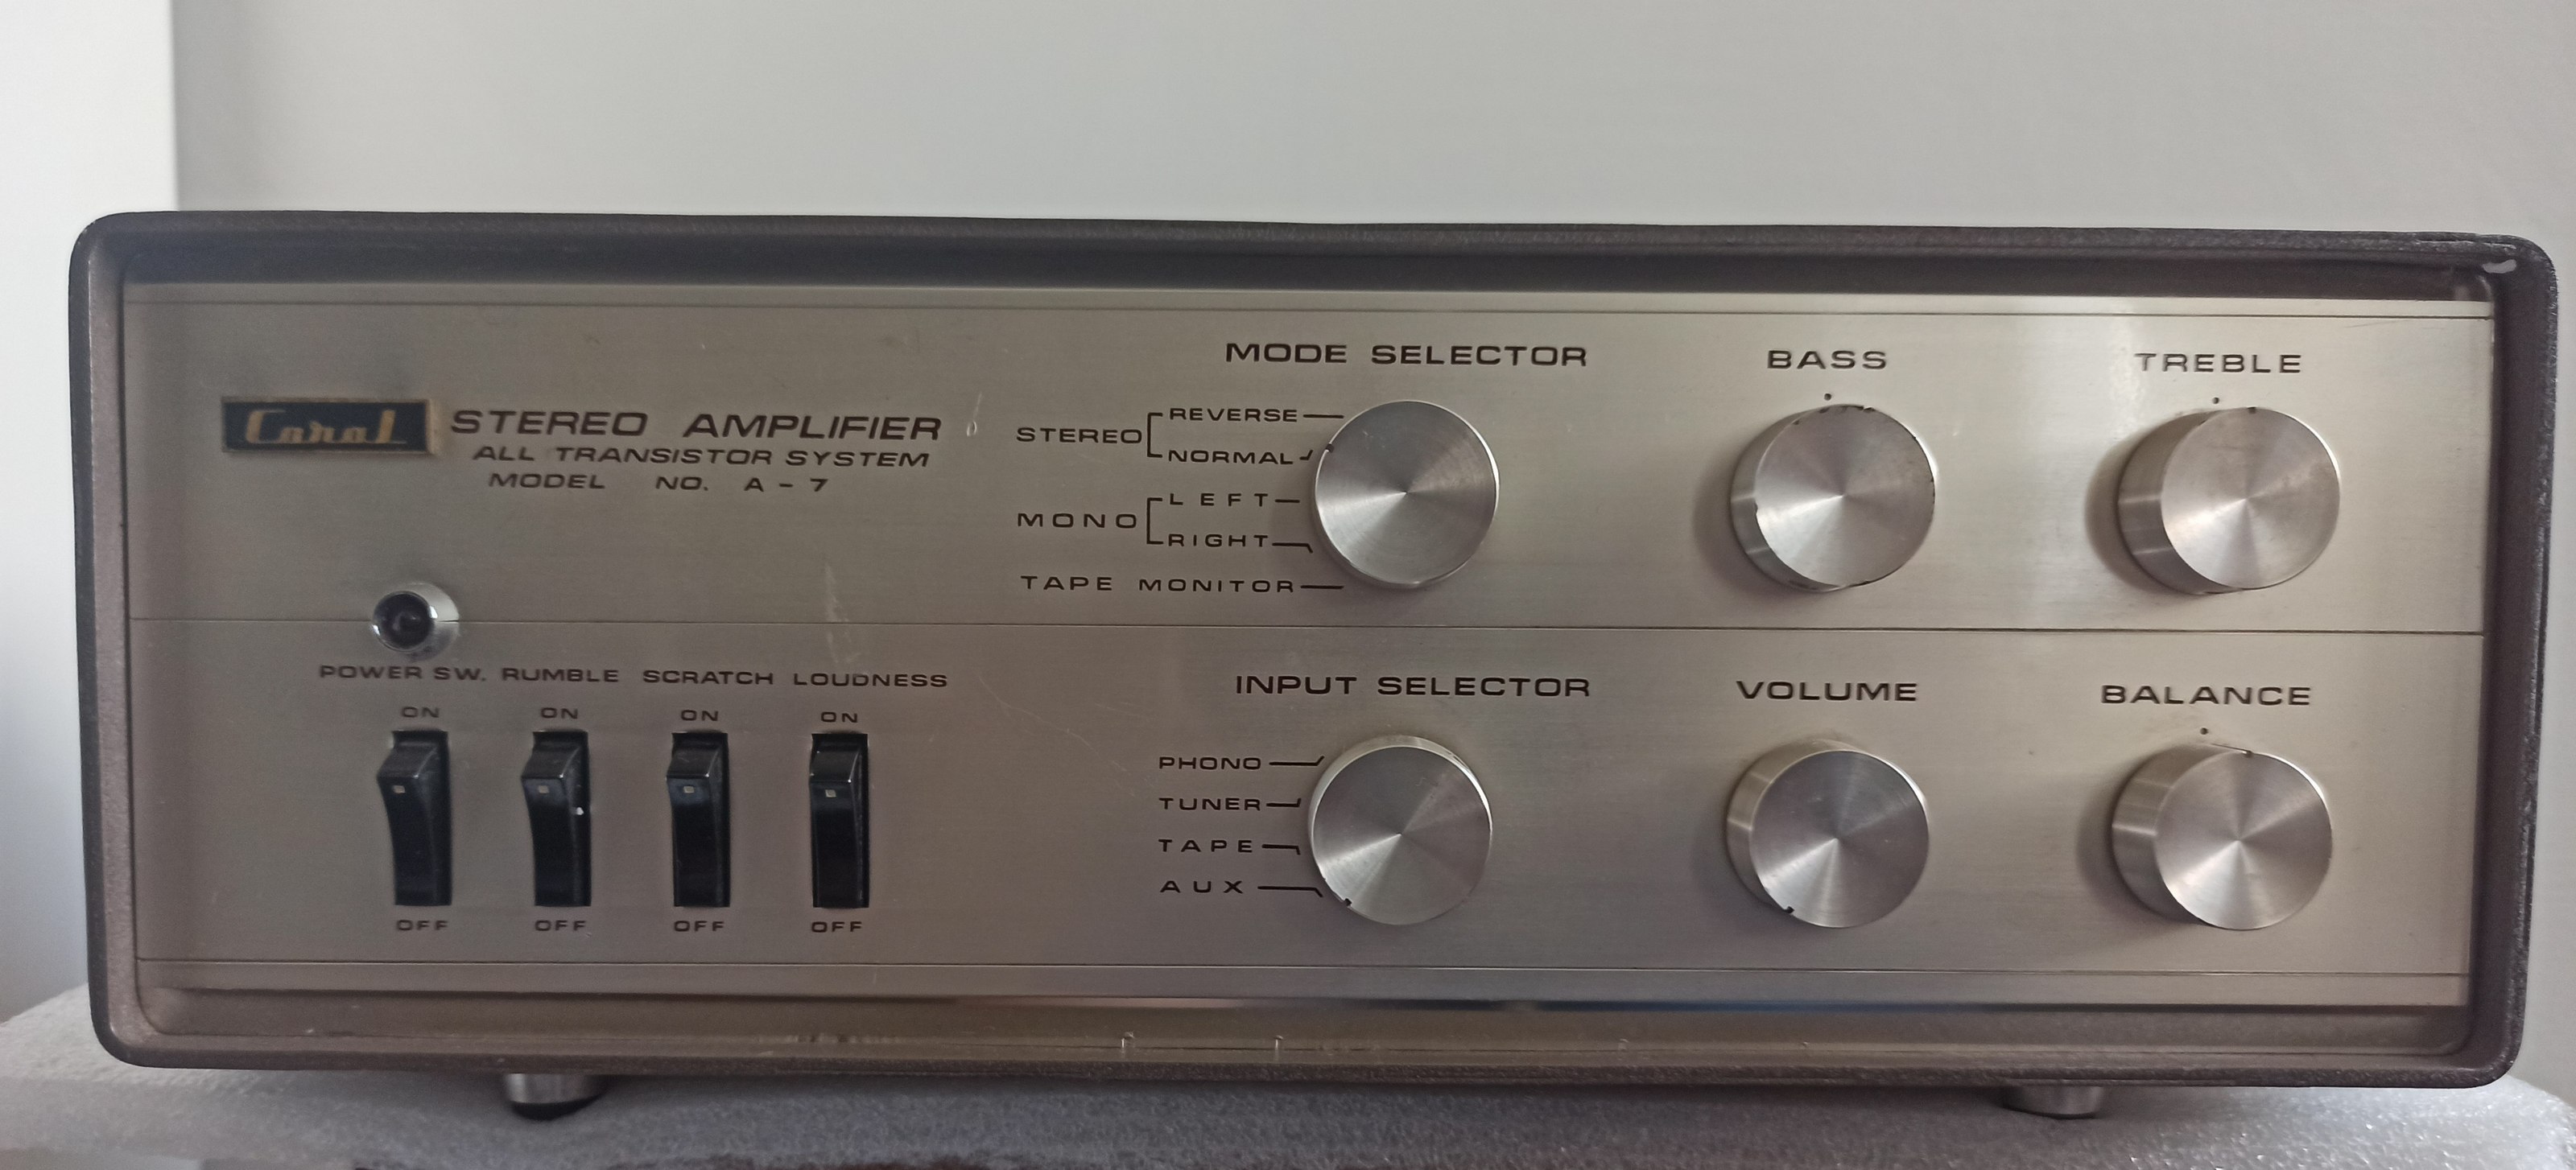 Coral
STEREO AMPLIFIER
ALL TRANSISTOR SYSTEM
MODEL NO. A-7
MODE SELECTOR
STEREO
REVERSE
NORMAL
MONO
LEFT
RIGHT
TAPE MONITOR
BASS
TREBLE
POWER SW. RUMBLE SCRATCH LOUDNESS
ON ON ON ON
OFF OFF OFF OFF
INPUT SELECTOR
PHONO
TUNER
TAPE
AUX
VOLUME
BALANCE